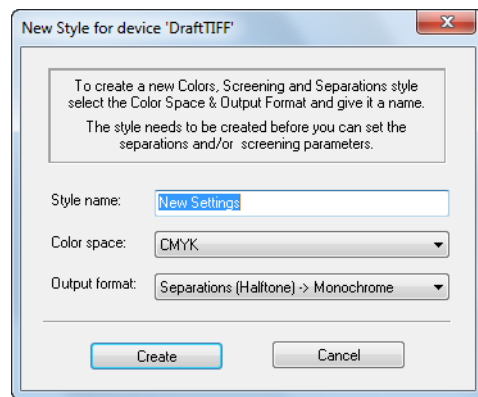 New Style for device 'DraftTIFF'
To create a new Colors, Screening and Separations style
select the Color Space & Output Format and give it a name.
The style needs to be created before you can set the
separations and/or screening parameters.
Style name: New Settings
Color space: CMYK
Output format: Separations (Halftone) -> Monochrome
Create Cancel